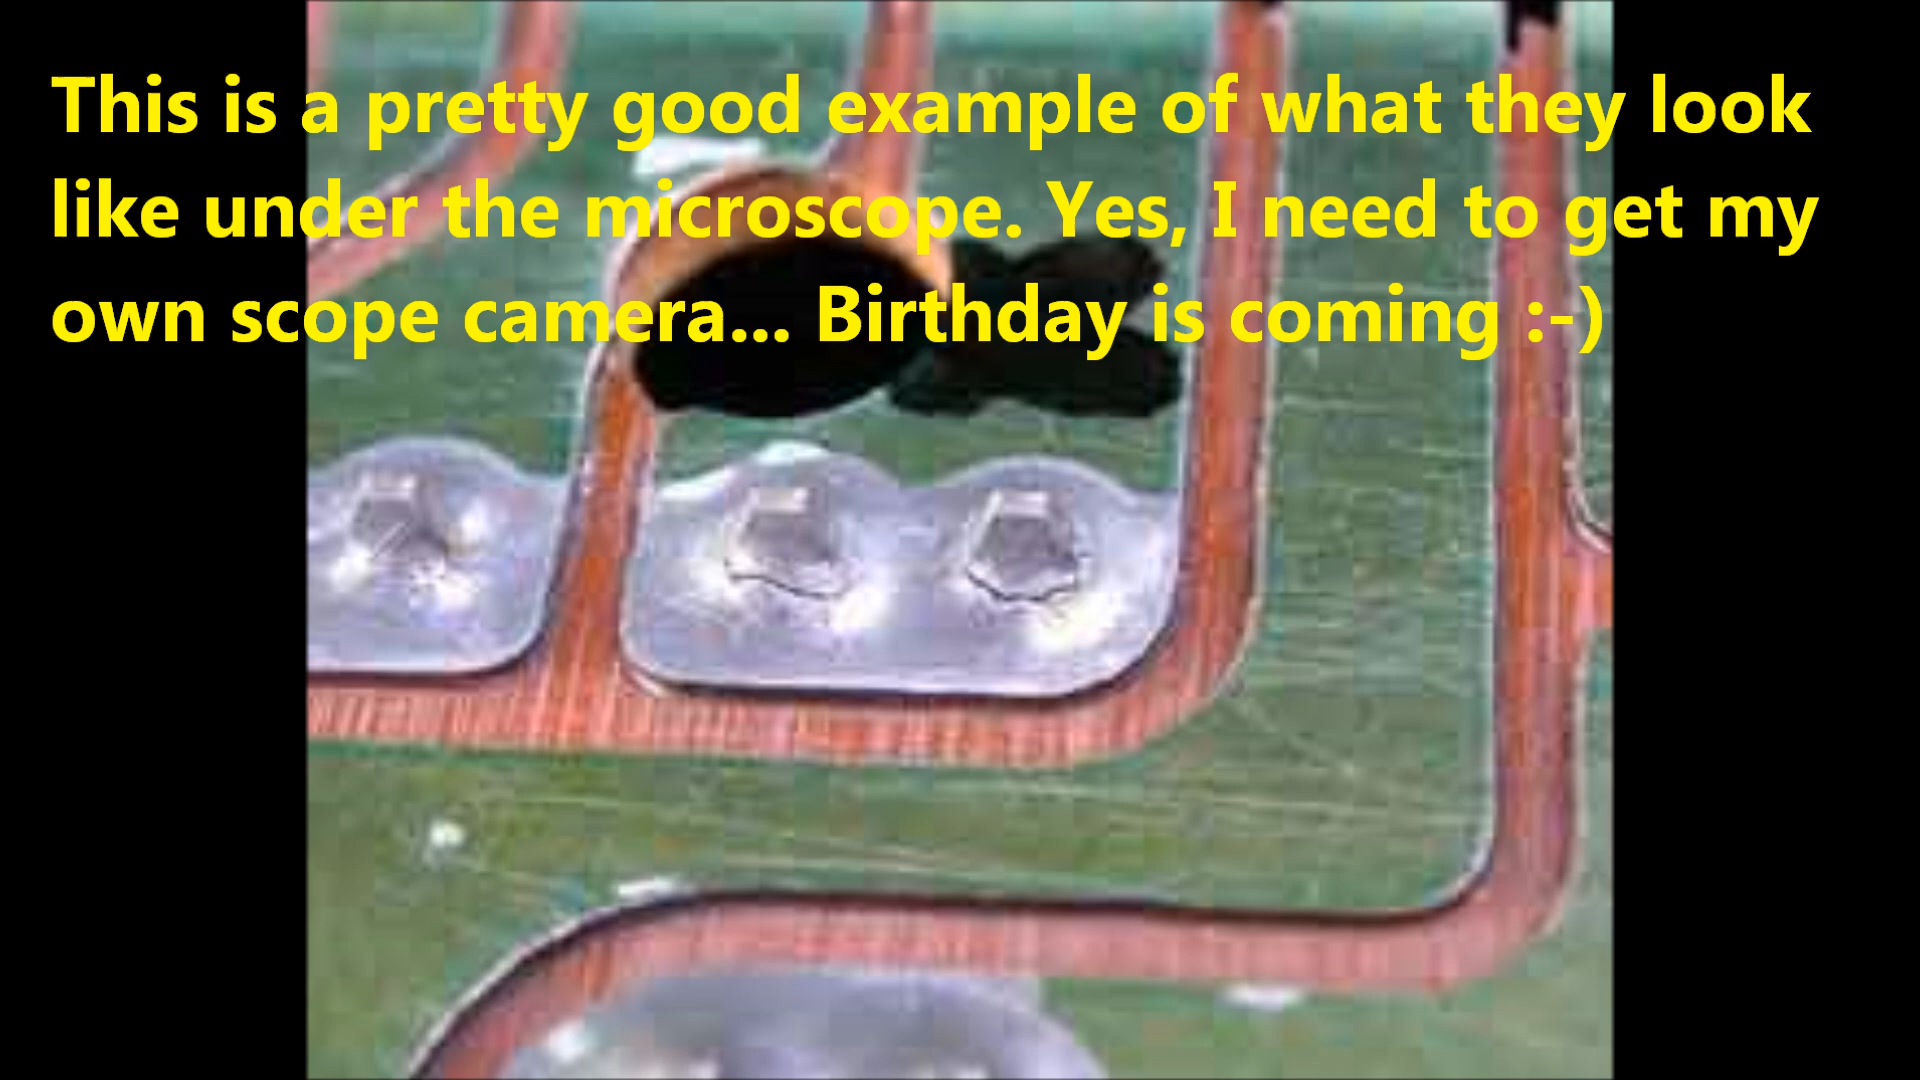 This is a pretty good example of what they look
like under the microscope. Yes, I need to get my
own scope camera... Birthday is coming :-)